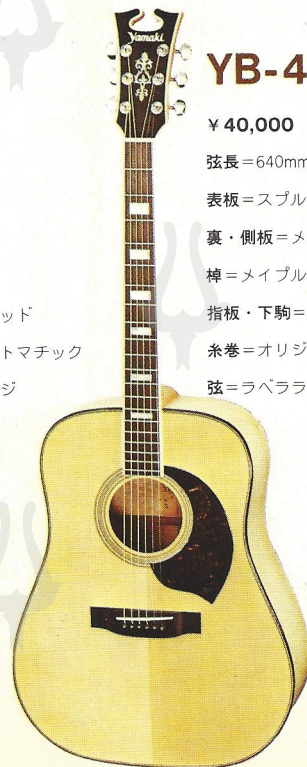 Yamaki
YB-4
¥40,000
弦長=640mm
表板=スプル
裏・側板=メ
棹=メイプル
指板・下駒=
糸巻=オリジ
弦=ラベララ
ッド
トマチック
ジ